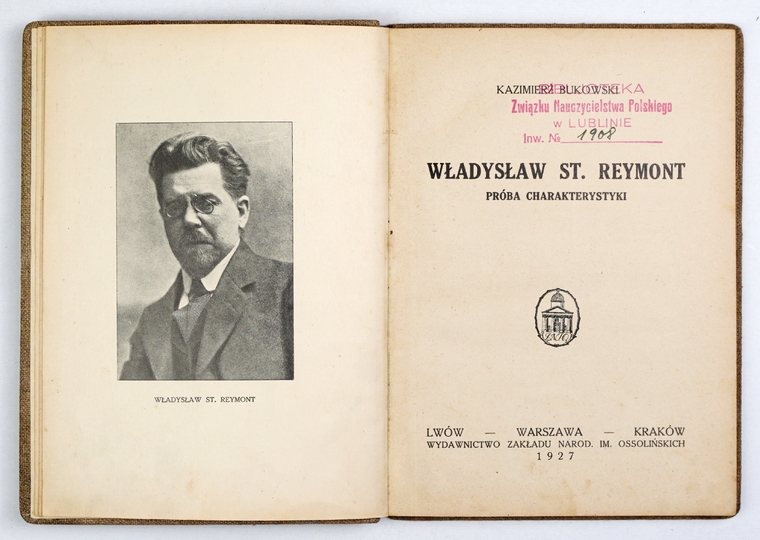 WŁADYSŁAW ST. REYMONT
KAZIMIERZ BUKOWSKI
BIBLIOTEKA
Związku Nauczycielstwa Polskiego
w LUBLINIE
Inw. № 1908
WŁADYSŁAW ST. REYMONT
PRÓBA CHARAKTERYSTYKI
LWÓW — WARSZAWA — KRAKÓW
WYDAWNICTWO ZAKŁADU NAROD. IM. OSSOLIŃSKICH
1927